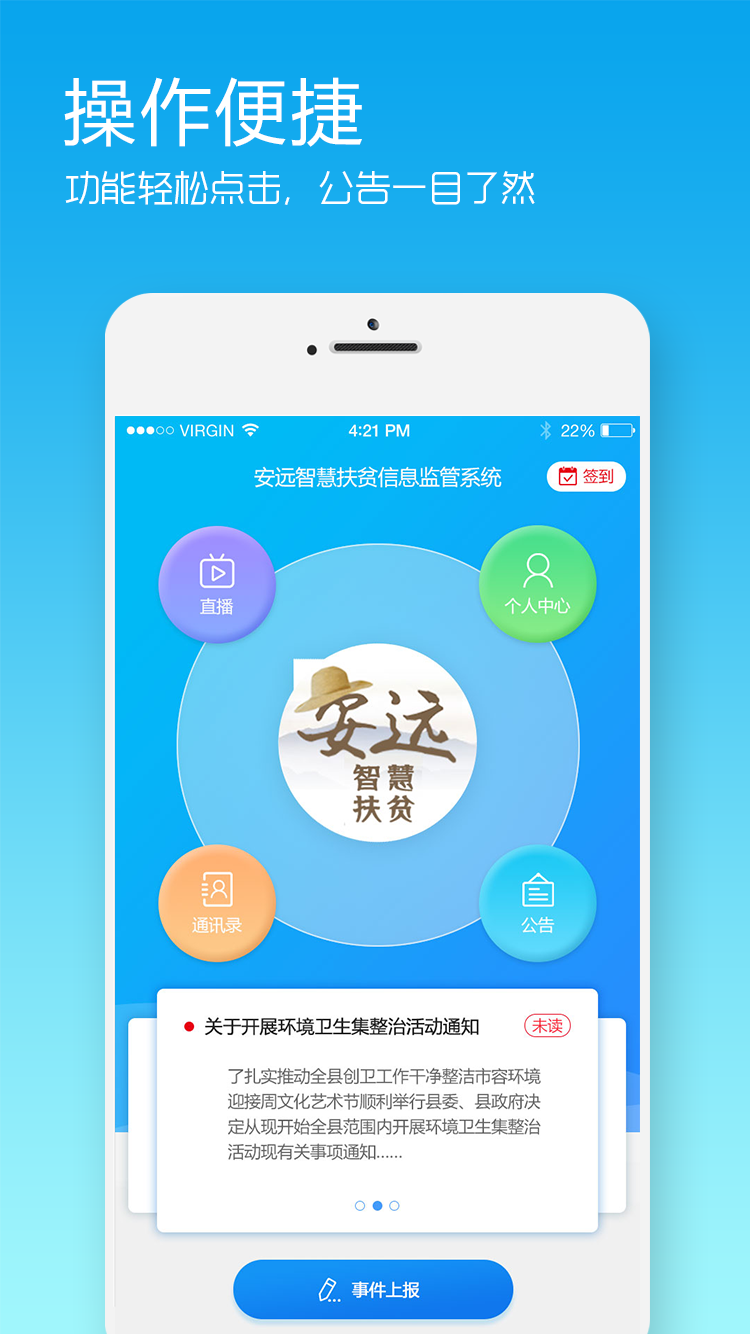 操作便捷
功能轻松点击，公告一目了然
VIRGIN 4:21 PM 22%
安远智慧扶贫信息监管系统
签到
直播
个人中心
安远
智慧
扶贫
通讯录
公告
关于开展环境卫生集整治活动通知
未读
了扎实推动全县创卫工作干净整洁市容环境
迎接周文化艺术节顺利举行县委、县政府决
定从现开始全县范围内开展环境卫生集整治
活动现有关事项通知......
事件上报